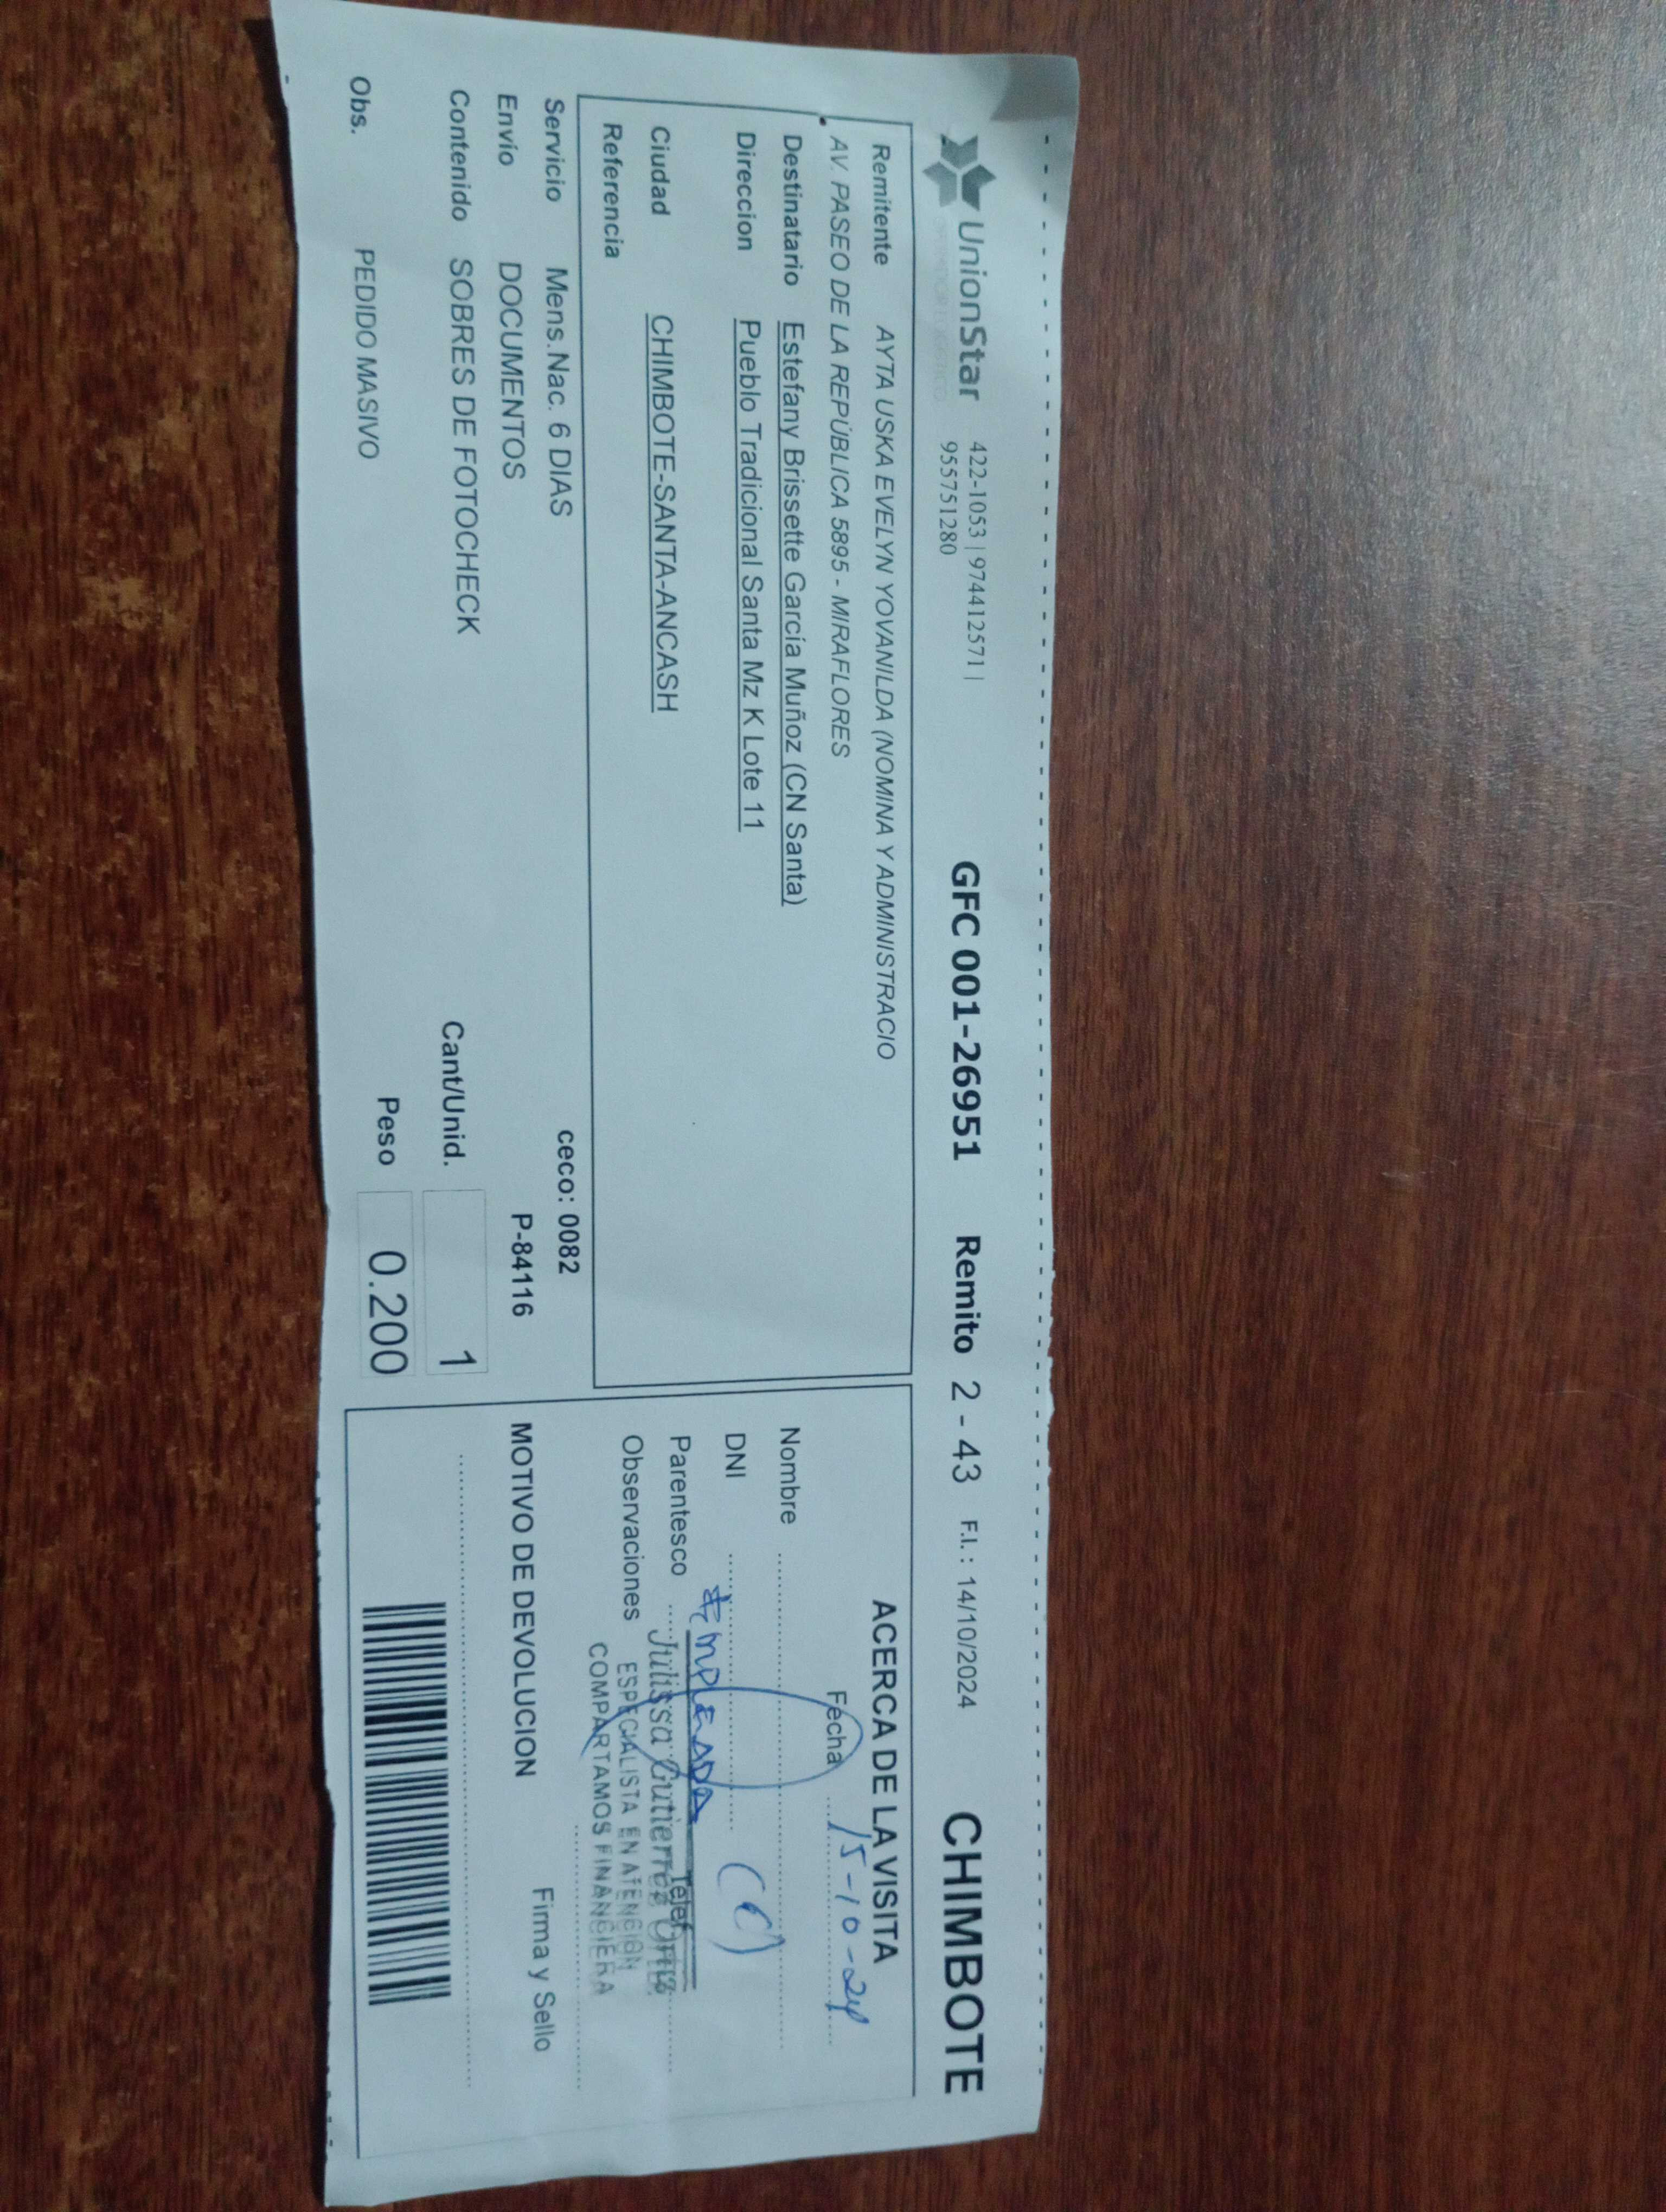 UnionStar
422-1053 | 974412571 |
955751280
GFC 001-26951 Remito 2 - 43 F.I. : 14/10/2024 CHIMBOTE
Remitente AYTA USKA EVELYN YOVANILDA (NOMINA Y ADMINISTRACIO
AV. PASEO DE LA REPÚBLICA 5895 - MIRAFLORES
Destinatario Estefany Brissette Garcia Muñoz (CN Santa)
Direccion Pueblo Tradicional Santa Mz K Lote 11
Ciudad CHIMBOTE-SANTA-ANCASH
Referencia
Servicio Mens.Nac. 6 DIAS
ceco: 0082
Envio DOCUMENTOS
P-84116
Contenido SOBRES DE FOTOCHECK
Cant/Unid. 1
Obs. PEDIDO MASIVO
Peso 0.200
ACERCA DE LA VISITA
Fecha 15-10-24
Nombre
DNI
EMPLEADA
Parentesco Telef
Julissa Gutierrez
Observaciones
ESPECIALISTA EN ATENCION
COMPARTAMOS FINANCIERA
MOTIVO DE DEVOLUCION Firma y Sello